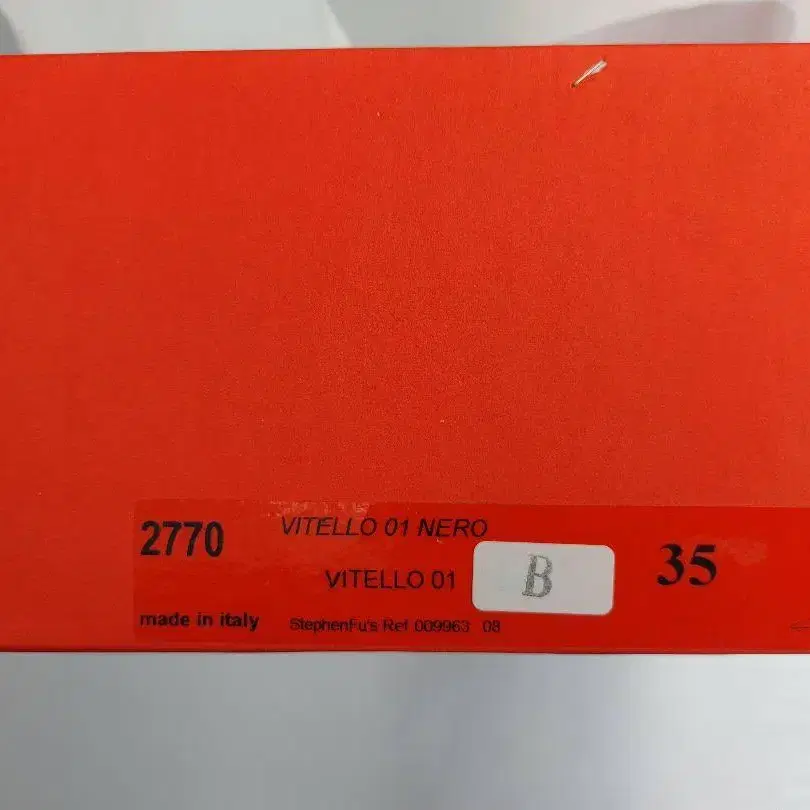 2770 VITELLO 01 NERO
VITELLO 01 B 35
made in italy StephenFu's Ref 009963 08